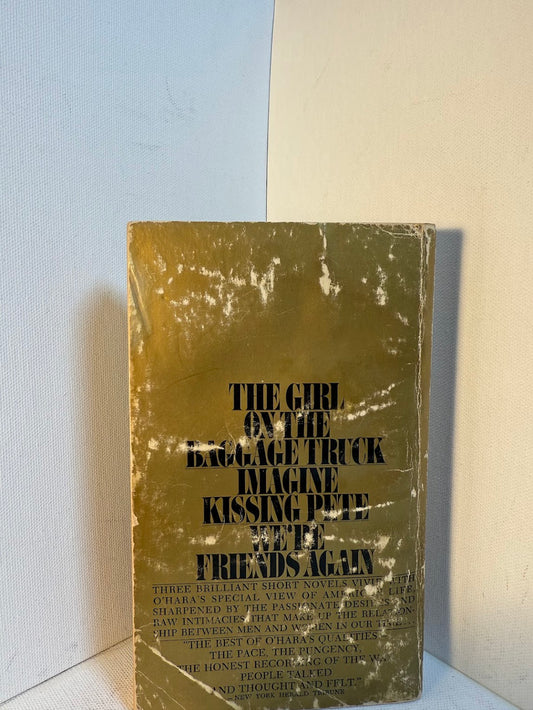 THE GIRL
ON THE
BAGGAGE TRUCK
IMAGINE
KISSING PETE
WE'RE
FRIENDS AGAIN
THREE BRILLIANT SHORT NOVELS VIVID WITH
O'HARA'S SPECIAL VIEW OF AMERICAN LIFE,
SHARPENED BY THE PASSIONATE DESIRES AND
RAW INTIMACIES THAT MAKE UP THE RELATION-
SHIP BETWEEN MEN AND WOMEN IN OUR
"THE BEST OF O'HARA'S QUALITIES
THE PACE, THE PUNGENCY,
THE HONEST RECORDING OF THE WAY
PEOPLE TALKED
AND THOUGHT AND FELT."
—NEW YORK HERALD TRIBUNE